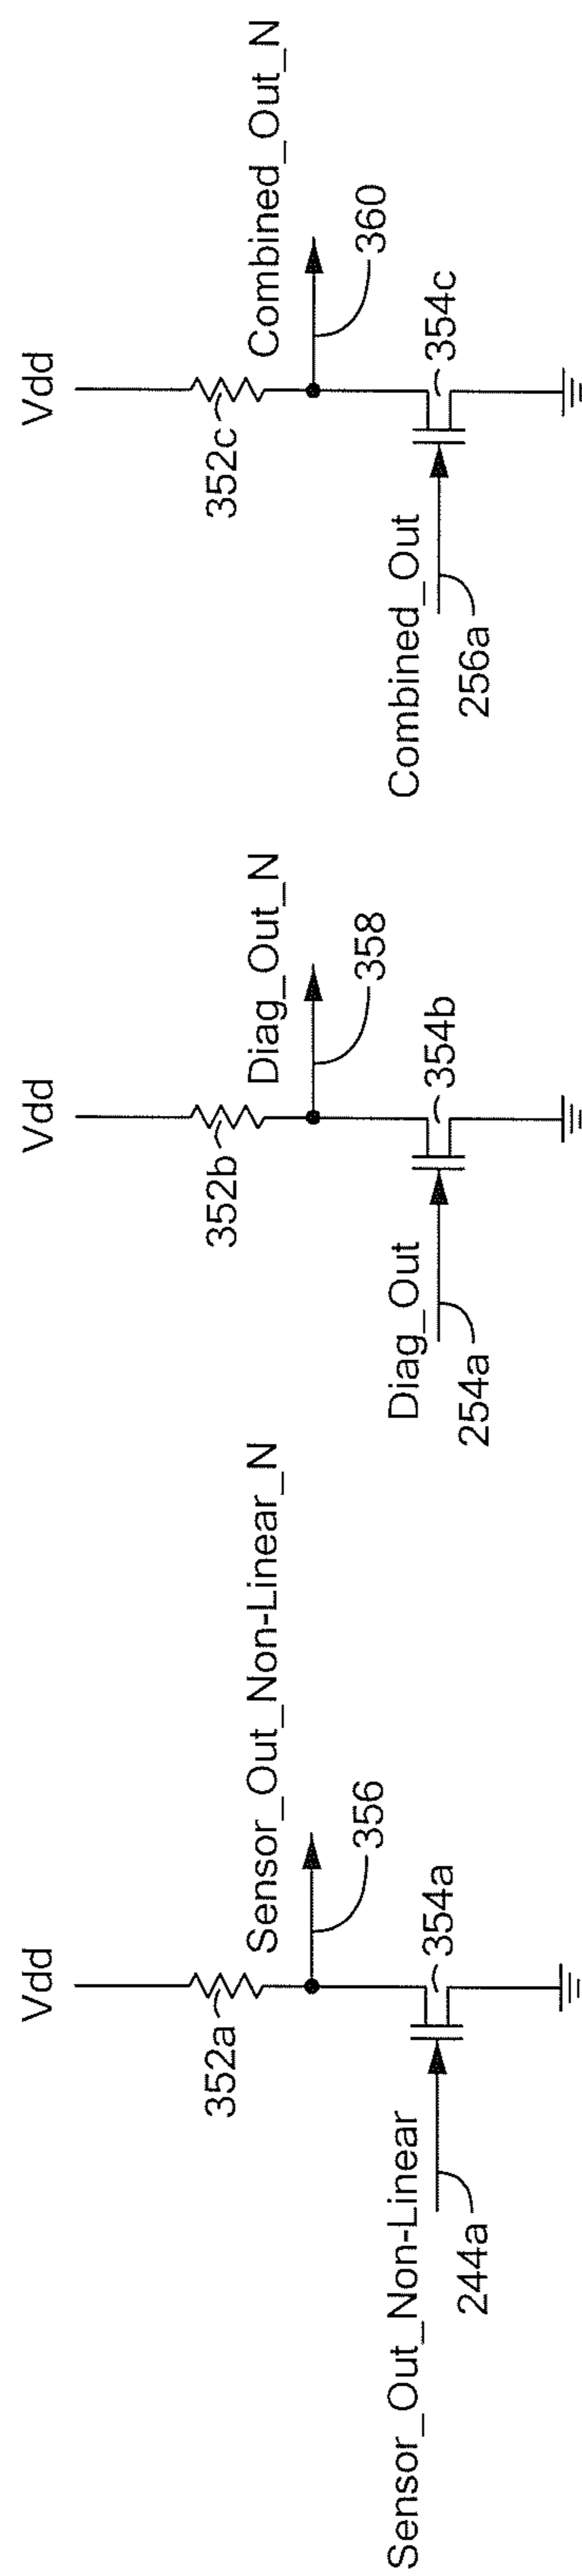 Vdd
352a
Sensor_Out_Non-Linear_N
356
354a
Sensor_Out_Non-Linear
244a
Vdd
352b
Diag_Out_N
358
354b
Diag_Out
254a
Vdd
352c
Combined_Out_N
360
354c
Combined_Out
256a